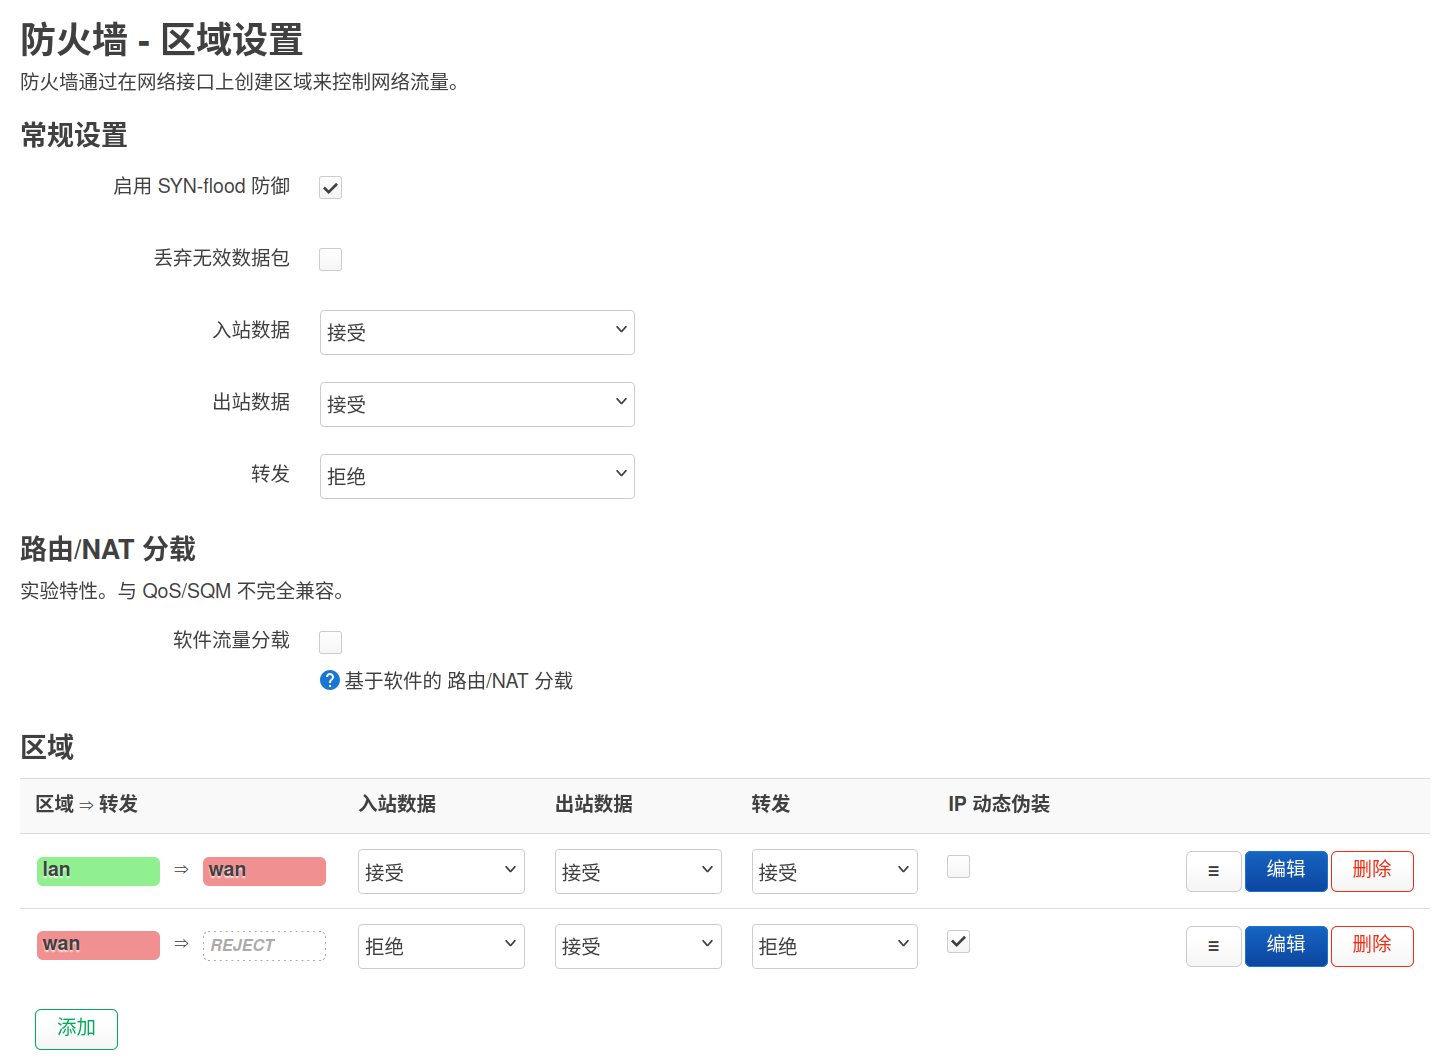 防火墙 - 区域设置
防火墙通过在网络接口上创建区域来控制网络流量。
常规设置
启用 SYN-flood 防御
丢弃无效数据包
入站数据 接受
出站数据 接受
转发 拒绝
路由/NAT 分载
实验特性。与 QoS/SQM 不完全兼容。
软件流量分载
基于软件的 路由/NAT 分载
区域
区域 ⇒ 转发 入站数据 出站数据 转发 IP 动态伪装
lan ⇒ wan 接受 接受 接受 ≡ 编辑 删除
wan ⇒ REJECT 拒绝 接受 拒绝 ≡ 编辑 删除
添加